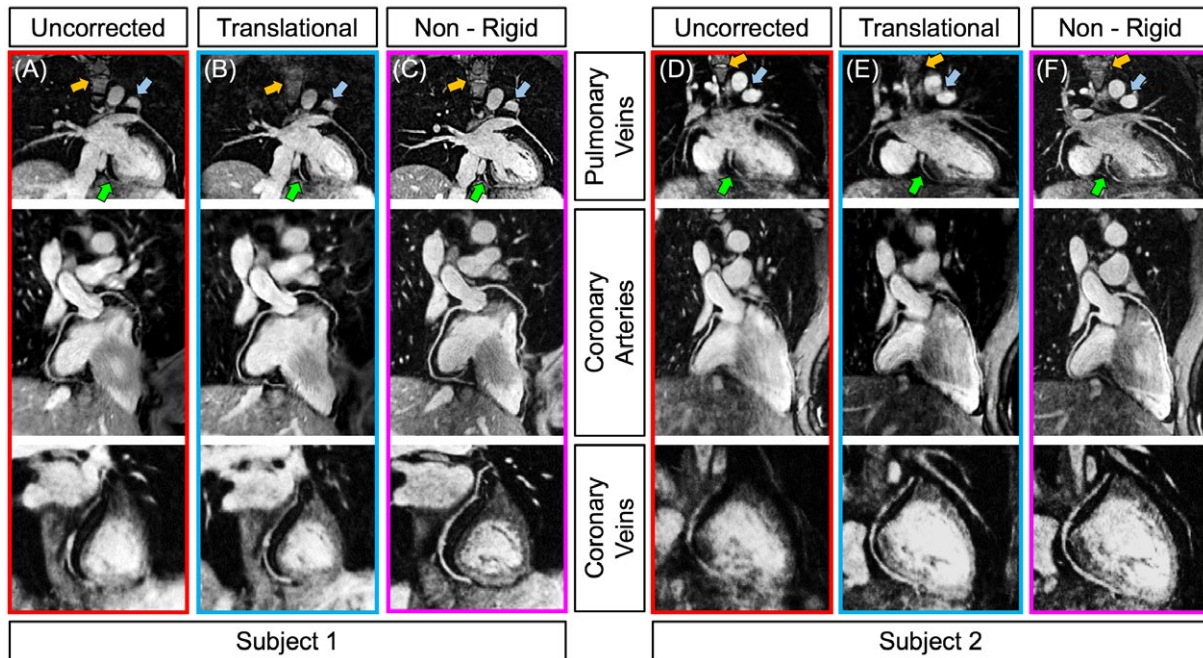 Uncorrected
Translational
Non - Rigid
Uncorrected
Translational
Non - Rigid
(A)
(B)
(C)
Pulmonary
Veins
(D)
(E)
(F)
Coronary
Arteries
Coronary
Veins
Subject 1
Subject 2